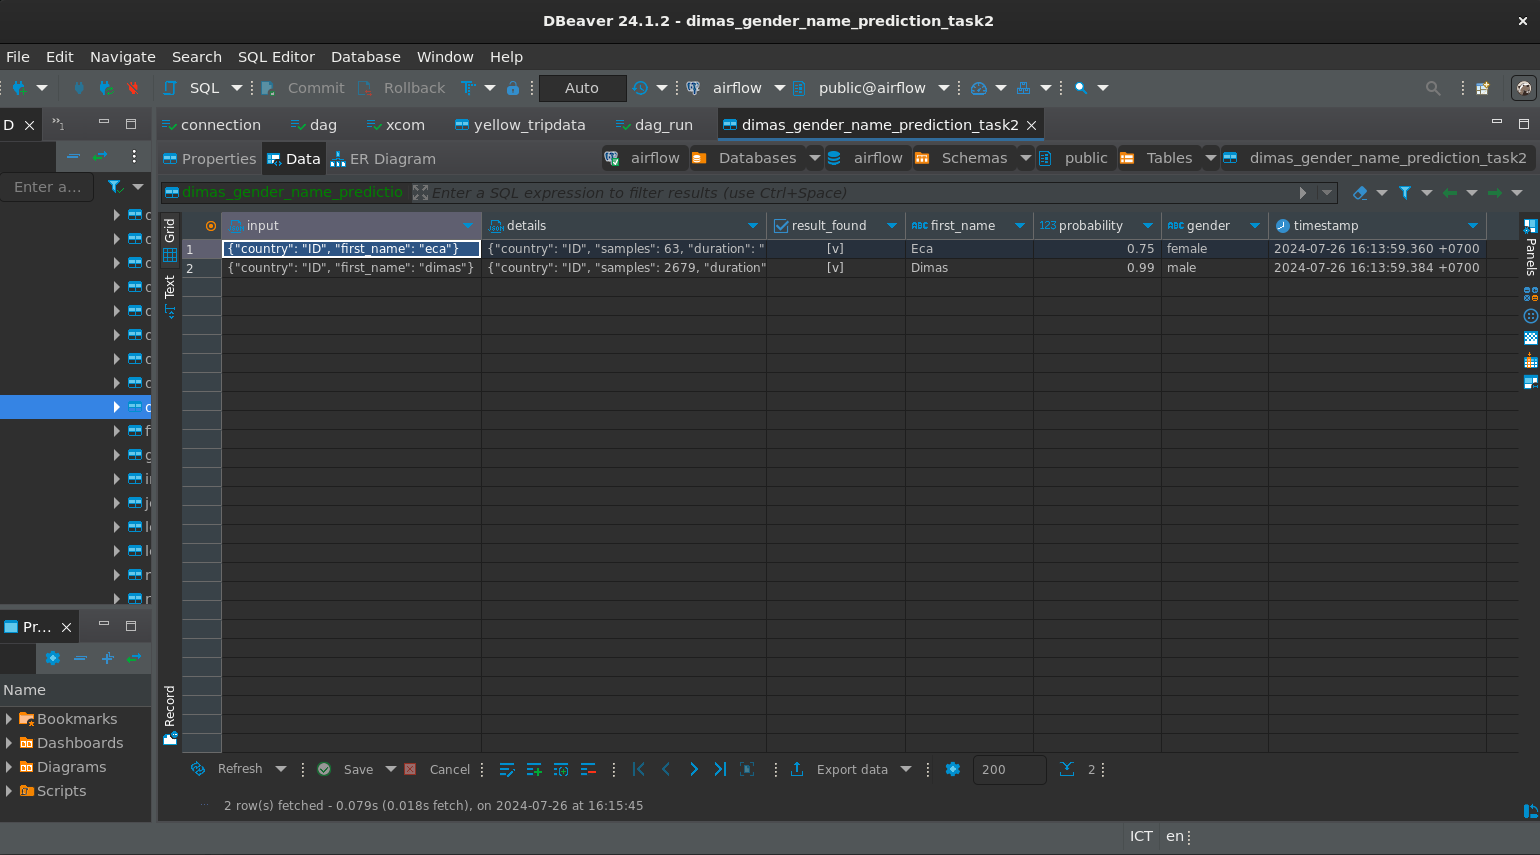 DBeaver 24.1.2 - dimas_gender_name_prediction_task2
File Edit Navigate Search SQL Editor Database Window Help
SQL Commit Rollback Auto airflow public@airflow
D connection dag xcom yellow_tripdata dag_run dimas_gender_name_prediction_task2
Properties Data ER Diagram airflow Databases airflow Schemas public Tables dimas_gender_name_prediction_task2
Enter a... dimas_gender_name_predictio Enter a SQL expression to filter results (use Ctrl+Space)
Grid
Text
Record
Panels
input details result_found first_name probability gender timestamp
1 {"country": "ID", "first_name": "eca"} {"country": "ID", "samples": 63, "duration": " [v] Eca 0.75 female 2024-07-26 16:13:59.360 +0700
2 {"country": "ID", "first_name": "dimas"} {"country": "ID", "samples": 2679, "duration" [v] Dimas 0.99 male 2024-07-26 16:13:59.384 +0700
Pr...
Name
Bookmarks
Dashboards
Diagrams
Scripts
Refresh Save Cancel Export data 200 2
2 row(s) fetched - 0.079s (0.018s fetch), on 2024-07-26 at 16:15:45
ICT en